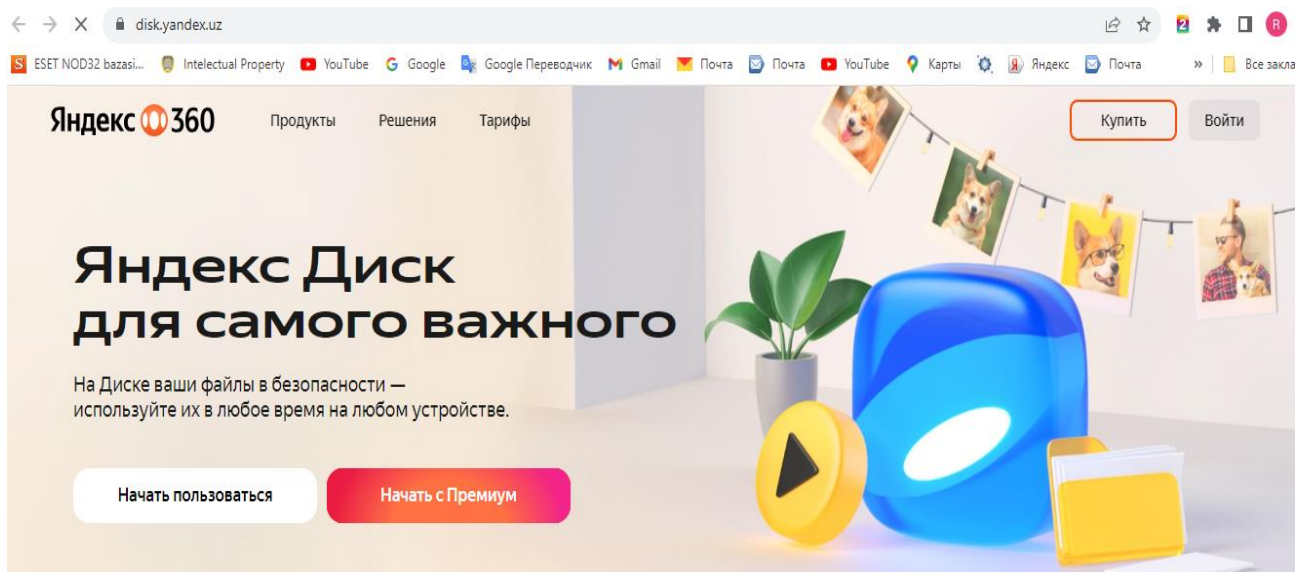 disk.yandex.uz
ESET NOD32 bazasi... Intelectual Property YouTube Google Google Переводчик Gmail Почта Почта YouTube Карты Яндекс Почта » Все закла
Яндекс 360 Продукты Решения Тарифы Купить Войти
Яндекс Диск
для самого важного
На Диске ваши файлы в безопасности —
используйте их в любое время на любом устройстве.
Начать пользоваться Начать с Премиум